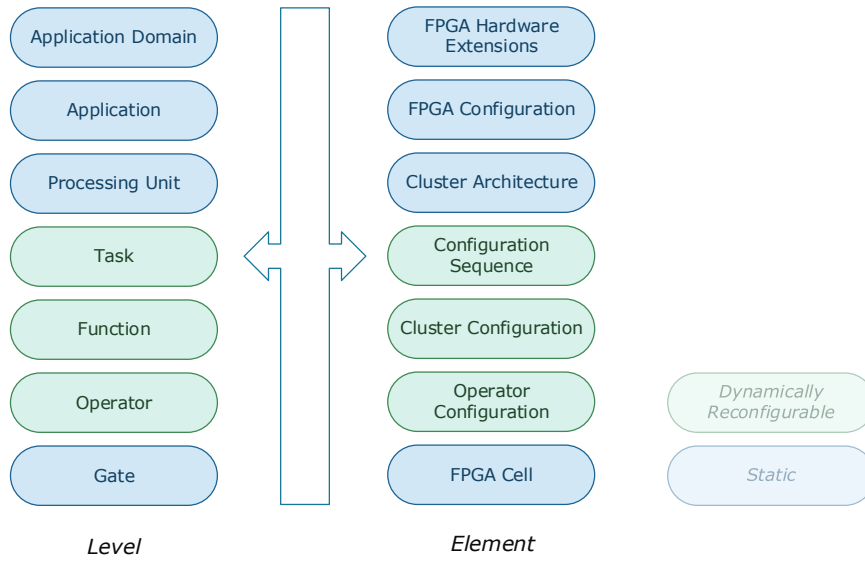 Application Domain
FPGA Hardware
Extensions
Application
FPGA Configuration
Processing Unit
Cluster Architecture
Task
Configuration
Sequence
Function
Cluster Configuration
Operator
Operator
Configuration
Dynamically
Reconfigurable
Gate
FPGA Cell
Static
Level
Element